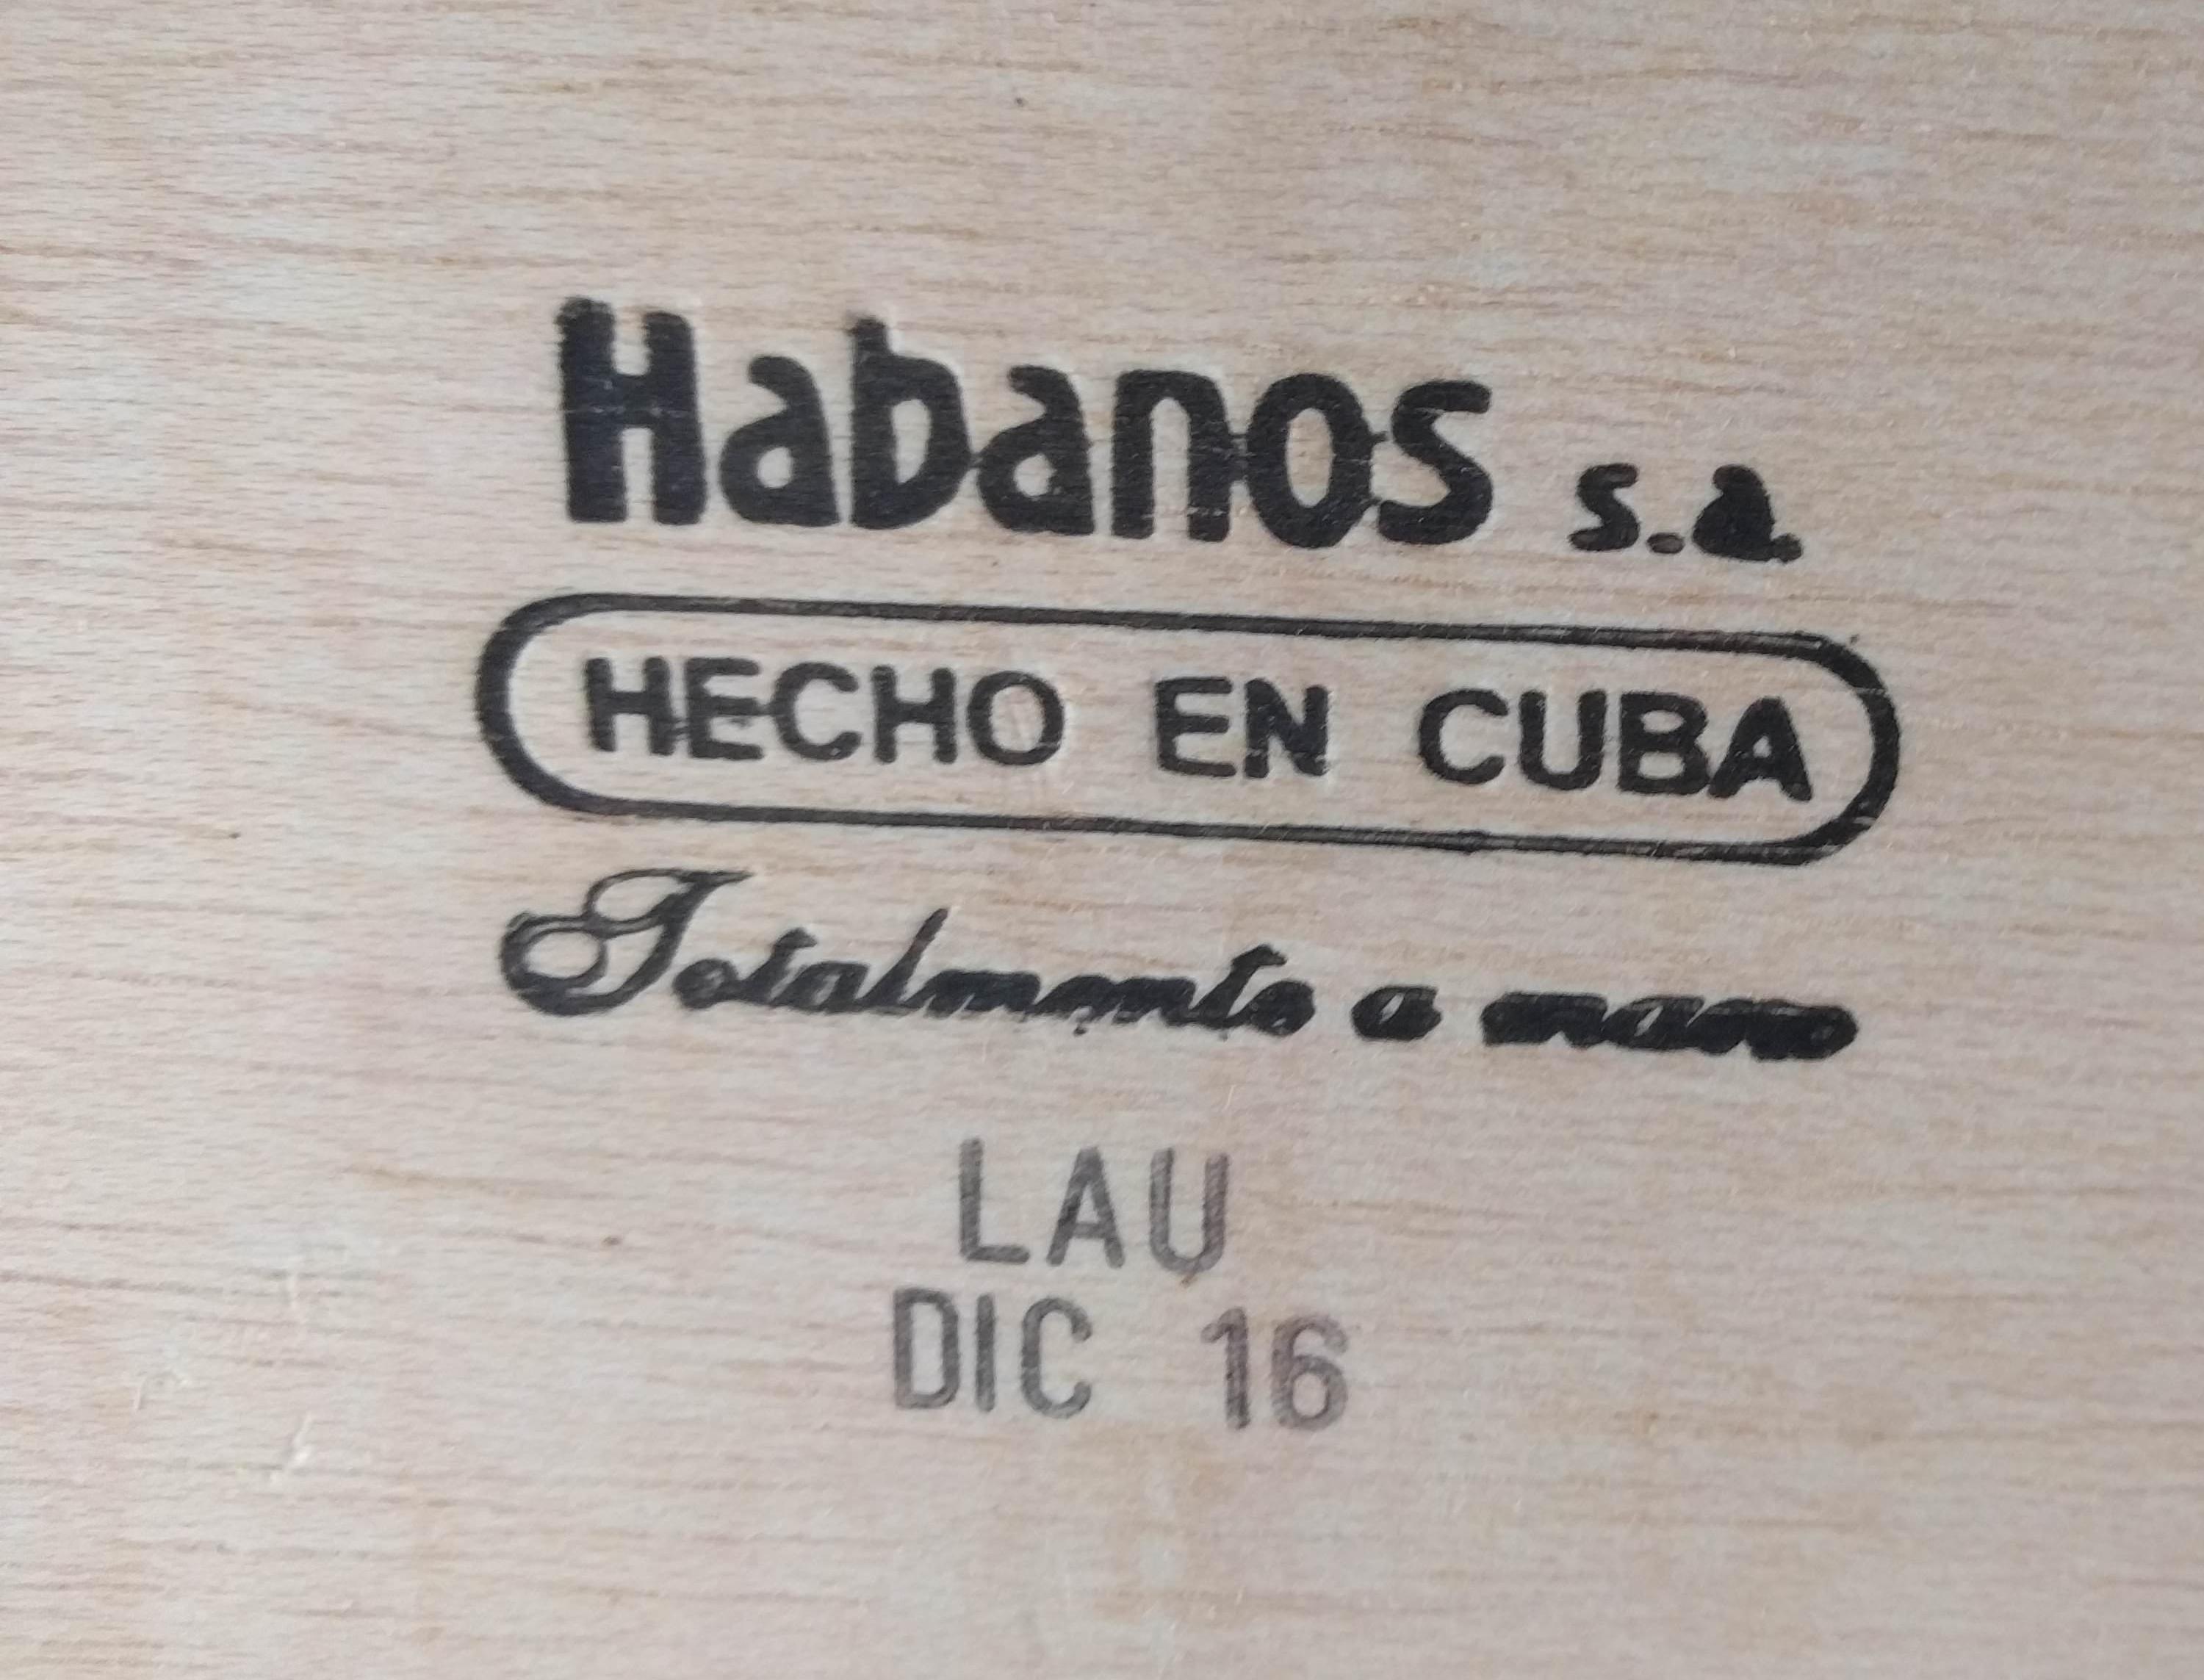 Habanos s.a.
HECHO EN CUBA
Totalmente a mano
LAU
DIC 16